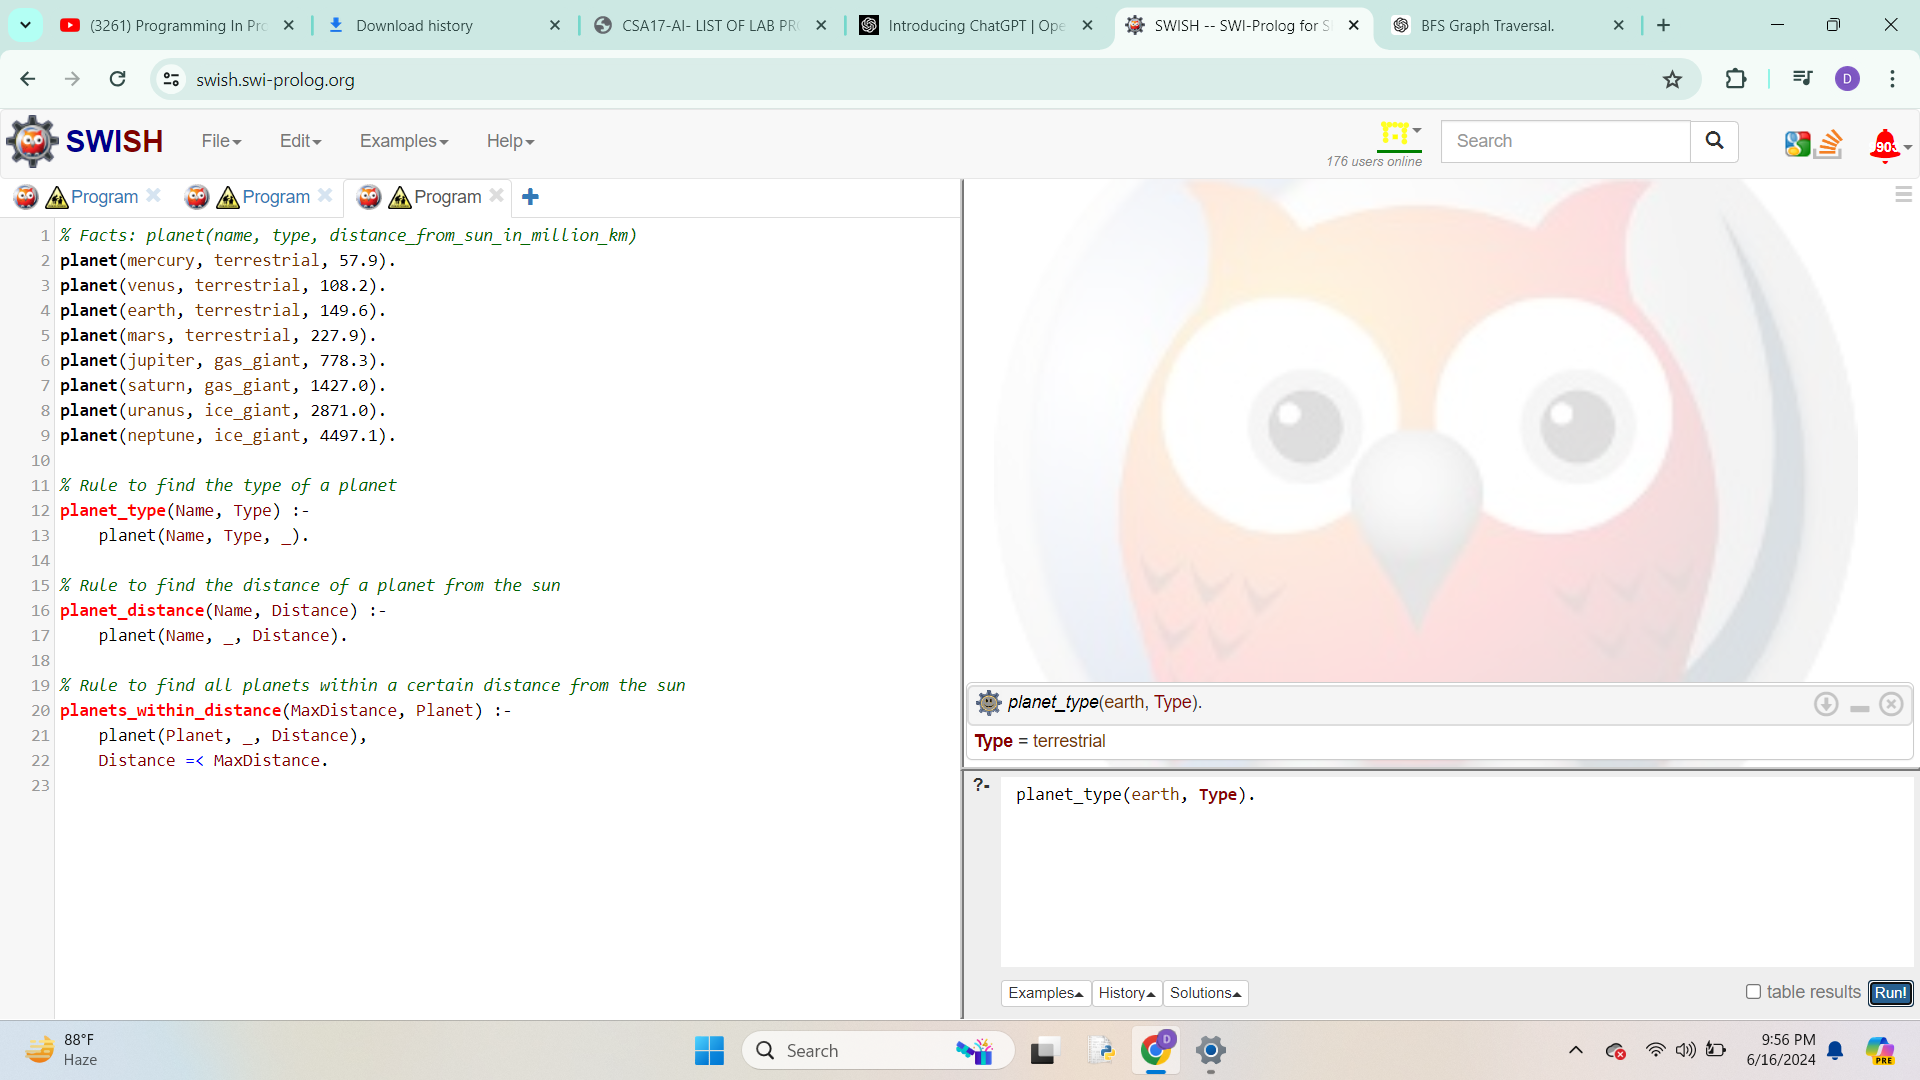 (3261) Programming In Pro
Download history
CSA17-AI- LIST OF LAB PR
Introducing ChatGPT | Ope
SWISH -- SWI-Prolog for S
BFS Graph Traversal.
swish.swi-prolog.org
D
SWISH
File
Edit
Examples
Help
176 users online
Search
903
Program
Program
Program
1 % Facts: planet(name, type, distance_from_sun_in_million_km)
2 planet(mercury, terrestrial, 57.9).
3 planet(venus, terrestrial, 108.2).
4 planet(earth, terrestrial, 149.6).
5 planet(mars, terrestrial, 227.9).
6 planet(jupiter, gas_giant, 778.3).
7 planet(saturn, gas_giant, 1427.0).
8 planet(uranus, ice_giant, 2871.0).
9 planet(neptune, ice_giant, 4497.1).
10
11 % Rule to find the type of a planet
12 planet_type(Name, Type) :-
13 planet(Name, Type, _).
14
15 % Rule to find the distance of a planet from the sun
16 planet_distance(Name, Distance) :-
17 planet(Name, _, Distance).
18
19 % Rule to find all planets within a certain distance from the sun
20 planets_within_distance(MaxDistance, Planet) :-
21 planet(Planet, _, Distance),
22 Distance =< MaxDistance.
23
planet_type(earth, Type).
Type = terrestrial
?- planet_type(earth, Type).
Examples
History
Solutions
table results
Run!
88°F
Haze
Search
D
9:56 PM
6/16/2024
PRE